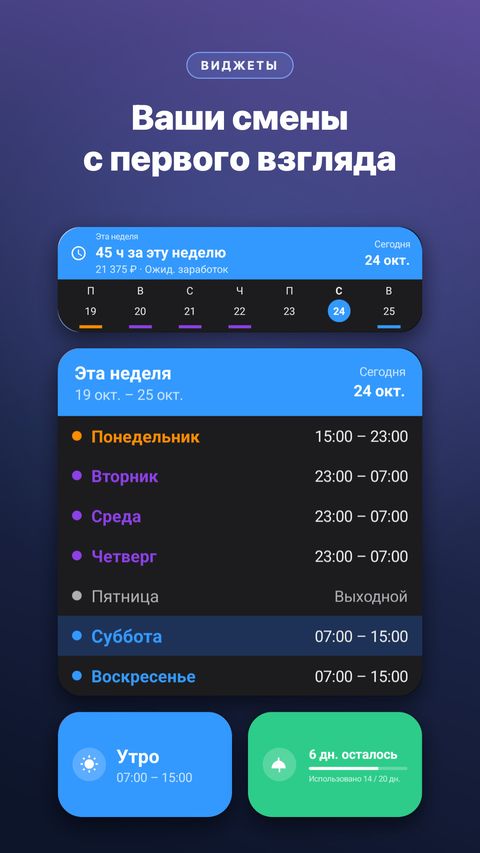 ВИДЖЕТЫ
Ваши смены
с первого взгляда
Эта неделя
45 ч за эту неделю
21 375 ₽ · Ожид. заработок
Сегодня
24 окт.
П В С Ч П С В
19 20 21 22 23 24 25
Эта неделя
19 окт. – 25 окт.
Сегодня
24 окт.
Понедельник 15:00 – 23:00
Вторник 23:00 – 07:00
Среда 23:00 – 07:00
Четверг 23:00 – 07:00
Пятница Выходной
Суббота 07:00 – 15:00
Воскресенье 07:00 – 15:00
Утро
07:00 – 15:00
6 дн. осталось
Использовано 14 / 20 дн.